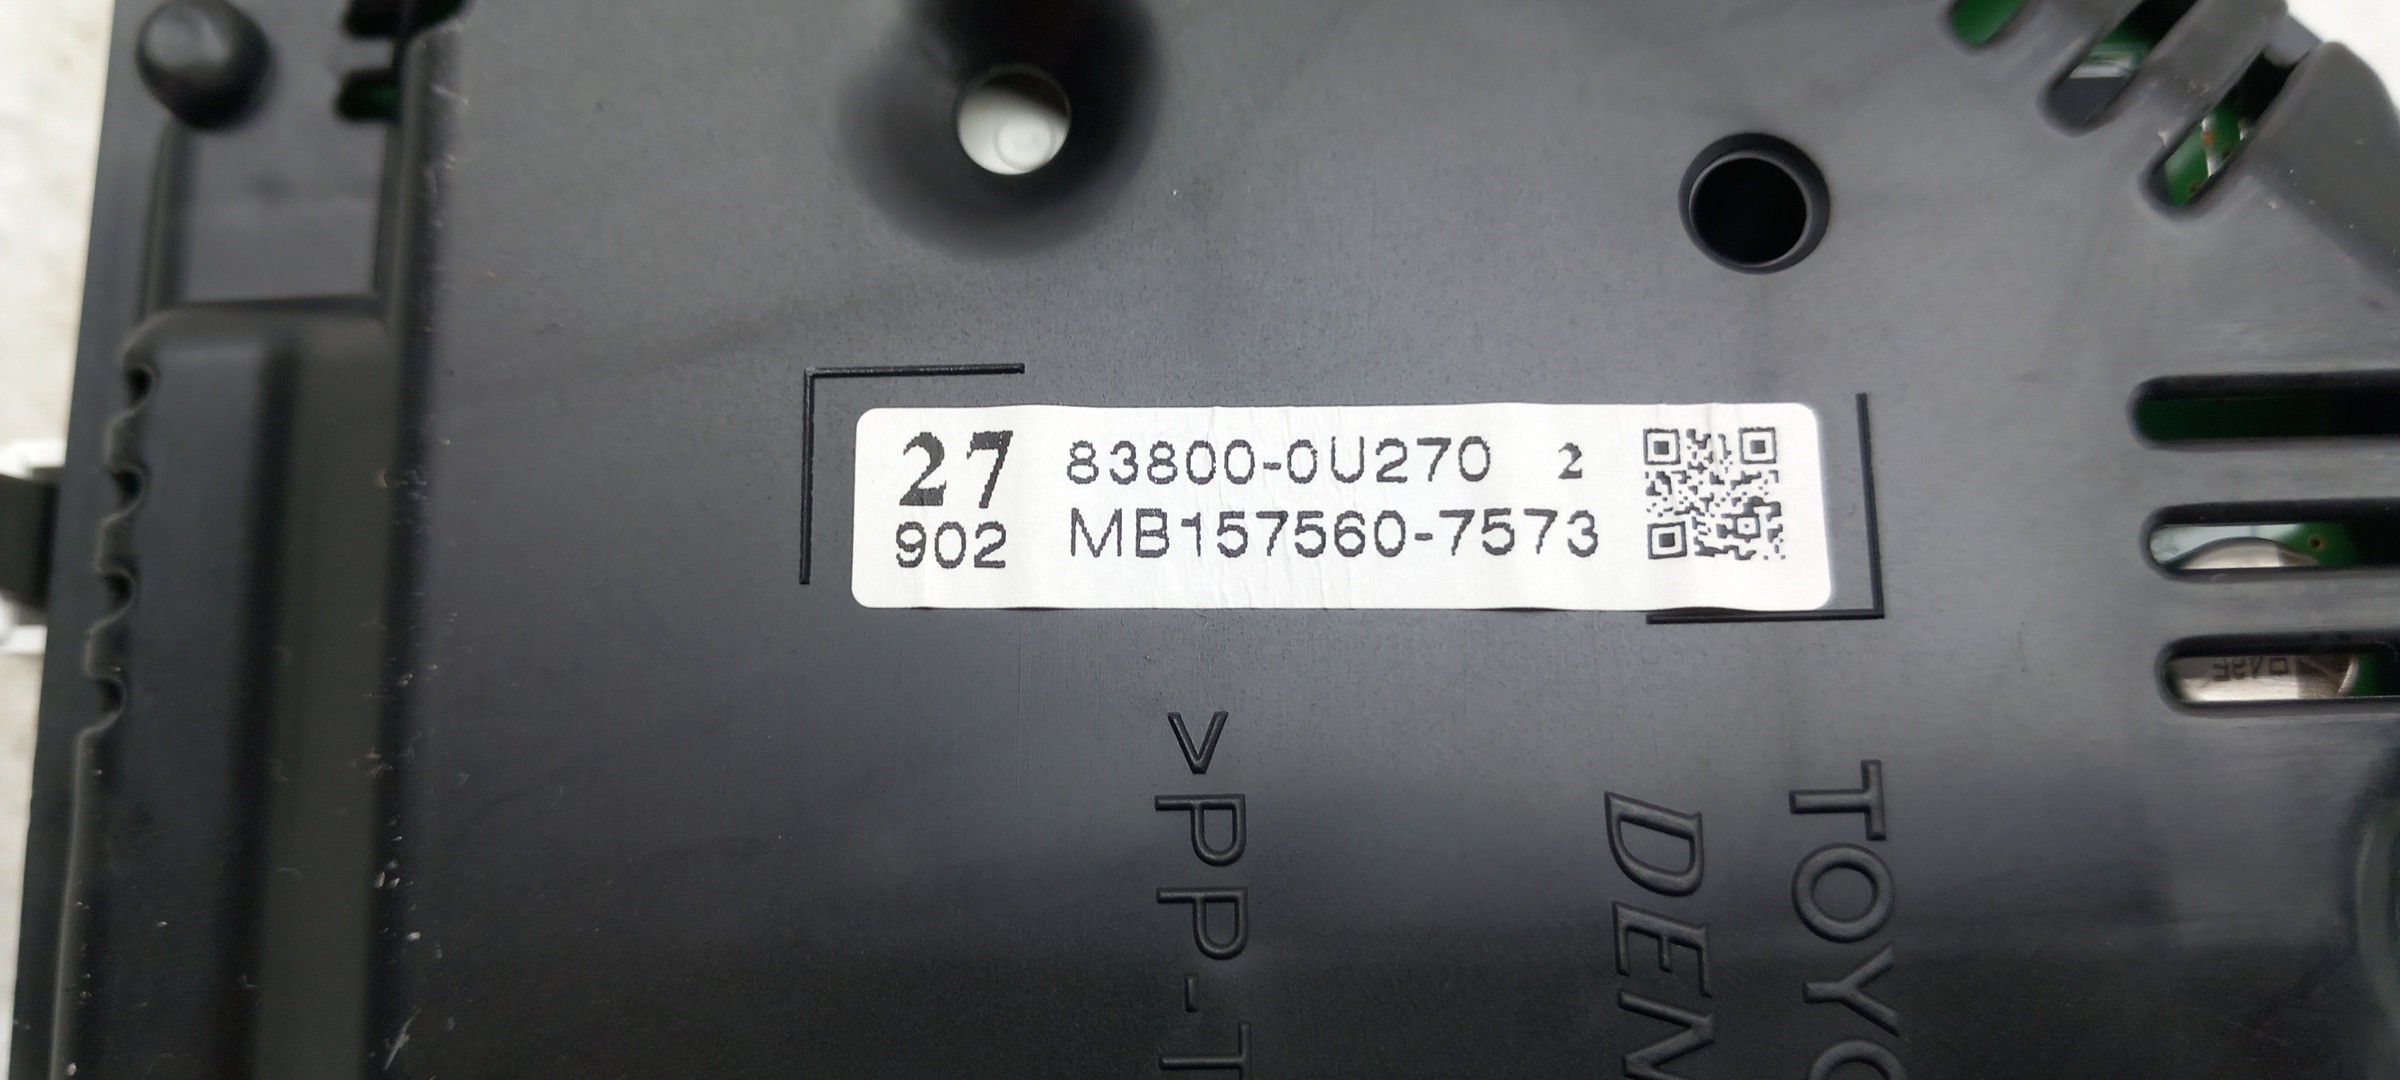 27 83800-0U270 2
902 MB157560-7573
>PP-T
DEN
TOYO